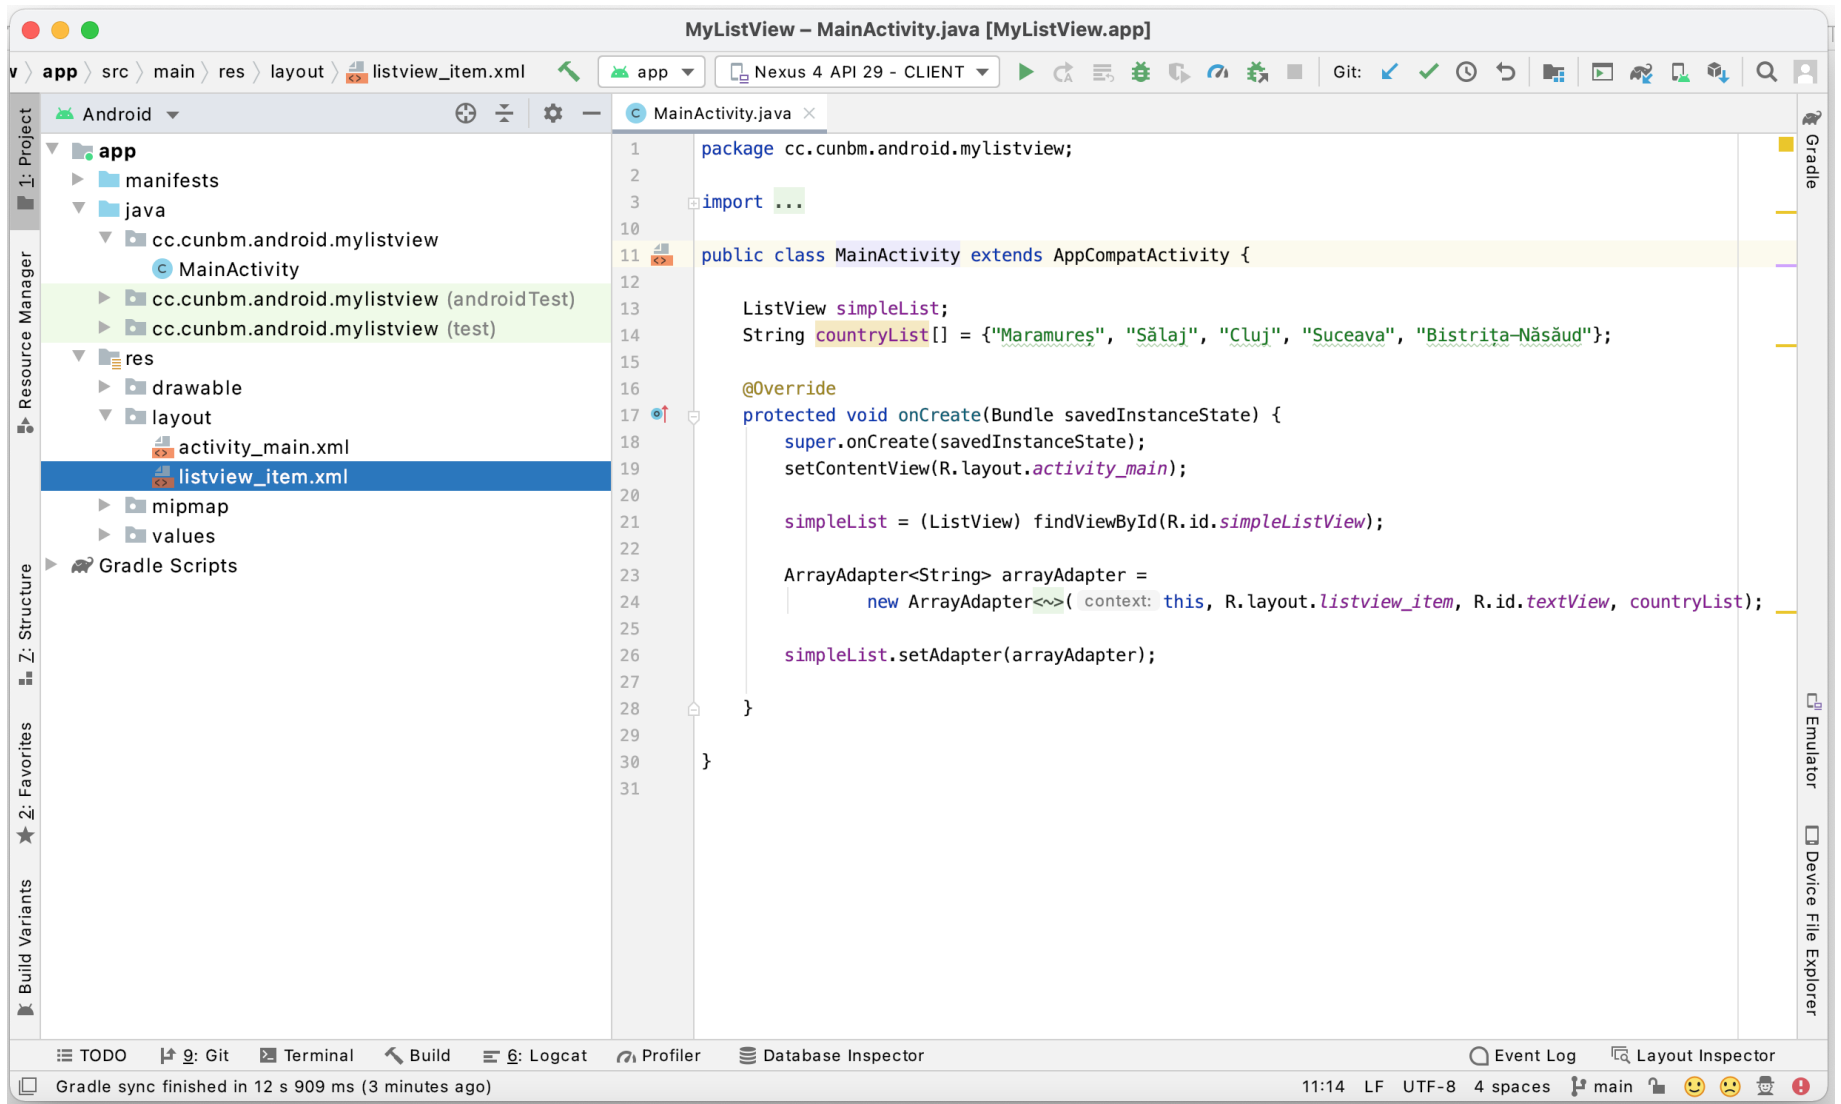 MyListView – MainActivity.java [MyListView.app]
app src main res layout listview_item.xml app Nexus 4 API 29 - CLIENT Git:
1: Project
Resource Manager
Z: Structure
2: Favorites
Build Variants
Android
app
manifests
java
cc.cunbm.android.mylistview
MainActivity
cc.cunbm.android.mylistview (androidTest)
cc.cunbm.android.mylistview (test)
res
drawable
layout
activity_main.xml
listview_item.xml
mipmap
values
Gradle Scripts
MainActivity.java
1 package cc.cunbm.android.mylistview;
2
3 import ...
10
11 public class MainActivity extends AppCompatActivity {
12
13 ListView simpleList;
14 String countryList[] = {"Maramureș", "Sălaj", "Cluj", "Suceava", "Bistrița-Năsăud"};
15
16 @Override
17 protected void onCreate(Bundle savedInstanceState) {
18 super.onCreate(savedInstanceState);
19 setContentView(R.layout.activity_main);
20
21 simpleList = (ListView) findViewById(R.id.simpleListView);
22
23 ArrayAdapter<String> arrayAdapter =
24 new ArrayAdapter<~>( context: this, R.layout.listview_item, R.id.textView, countryList);
25
26 simpleList.setAdapter(arrayAdapter);
27
28 }
29
30 }
31
Gradle
Emulator
Device File Explorer
TODO 9: Git Terminal Build 6: Logcat Profiler Database Inspector Event Log Layout Inspector
Gradle sync finished in 12 s 909 ms (3 minutes ago) 11:14 LF UTF-8 4 spaces main